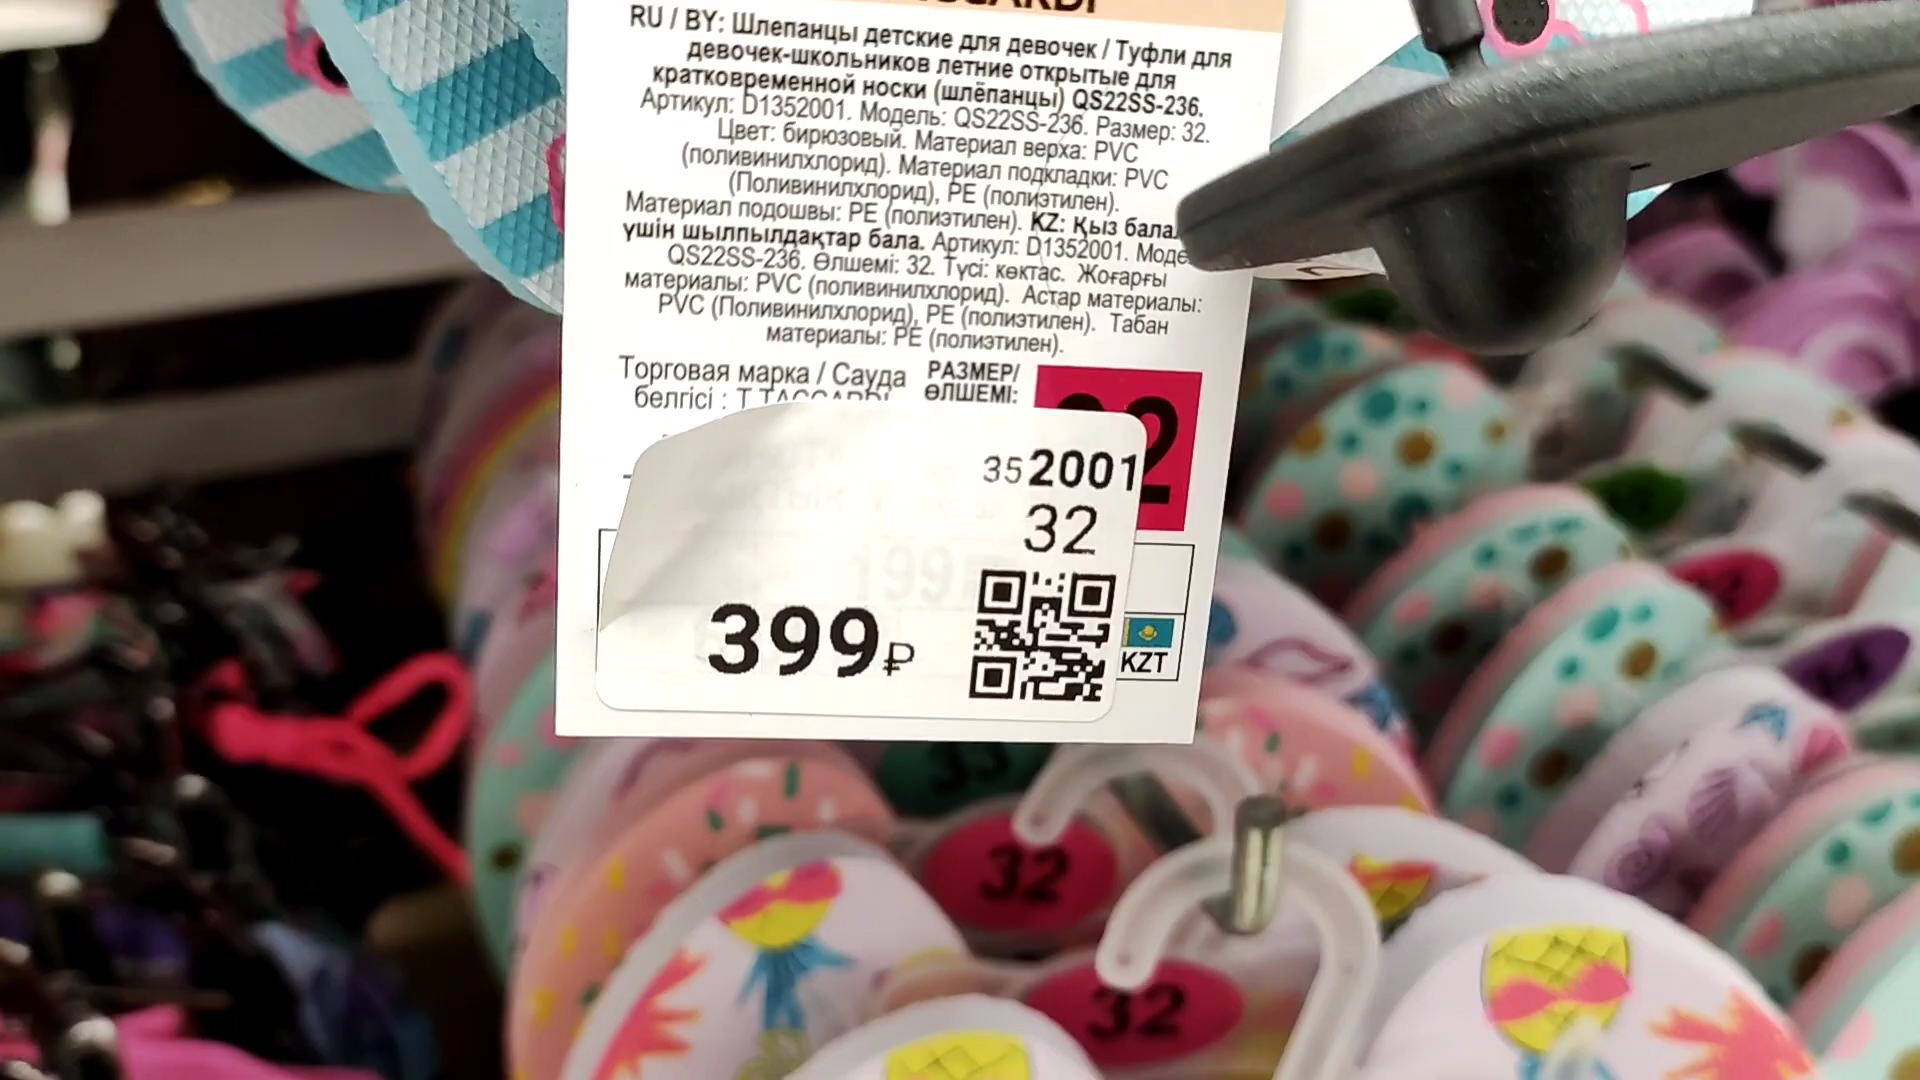 RU / BY: Шлепанцы детские для девочек / Туфли для
девочек-школьников летние открытые для
кратковременной носки (шлёпанцы) QS22SS-236.
Артикул: D1352001. Модель: QS22SS-236. Размер: 32.
Цвет: бирюзовый. Материал верха: PVC
(поливинилхлорид). Материал подкладки: PVC
(Поливинилхлорид), PE (полиэтилен).
Материал подошвы: PE (полиэтилен). KZ: Қыз бала
үшін шылпылдақтар бала. Артикул: D1352001.
QS22SS-236. Өлшемі: 32. Түсі: көктас. Жоғарғы
материалы: PVC (поливинилхлорид). Астар материалы:
PVC (Поливинилхлорид), PE (полиэтилен). Табан
материалы: PE (полиэтилен).
Торговая марка / Сауда
белгісі : T.TACCARDI
РАЗМЕР/
ӨЛШЕМІ:
352001
32
199₽
399₽
KZT
33
32
32